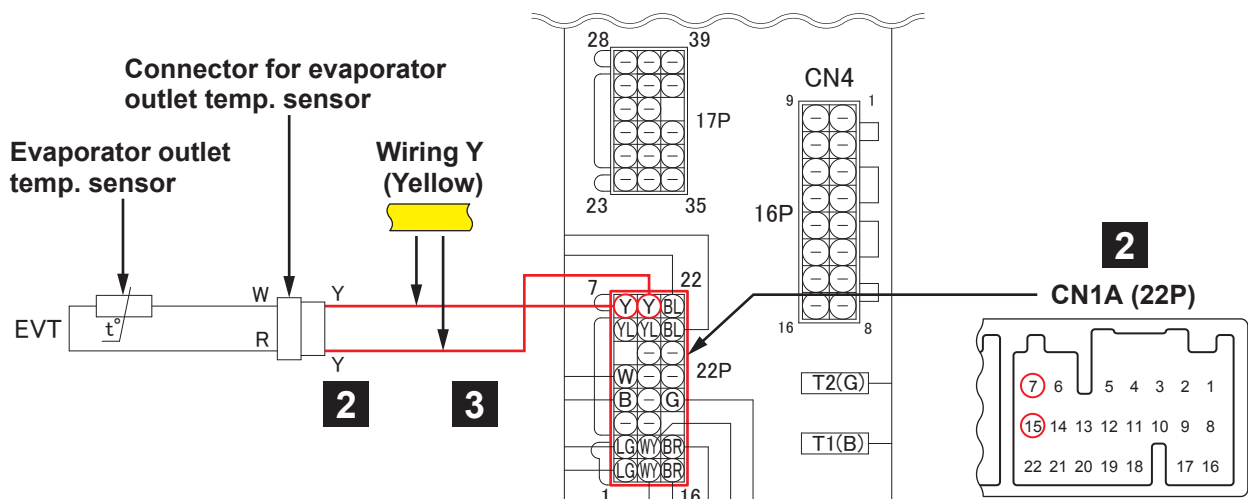 Connector for evaporator
outlet temp. sensor
Evaporator outlet
temp. sensor
Wiring Y
(Yellow)
EVT
t°
W
R
Y
Y
2
3
28
39
17P
23
35
CN4
9
1
16P
16
8
7
22
Y Y BL
YL YL BL
W
22P
B G
LG WY BR
LG WY BR
1
16
T2(G)
T1(B)
2
CN1A (22P)
7 6 5 4 3 2 1
15 14 13 12 11 10 9 8
22 21 20 19 18 17 16